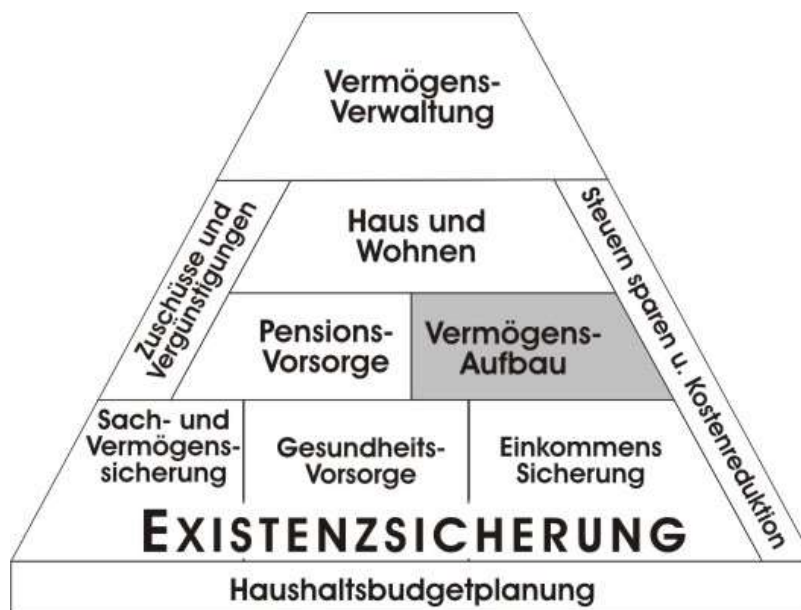 Vermögens-
Verwaltung
Zuschüsse und
Vergünstigungen
Haus und
Wohnen
Steuern sparen u. Kostenreduktion
Pensions-
Vorsorge
Vermögens-
Aufbau
Sach- und
Vermögens-
sicherung
Gesundheits-
Vorsorge
Einkommens
Sicherung
EXISTENZSICHERUNG
Haushaltsbudgetplanung